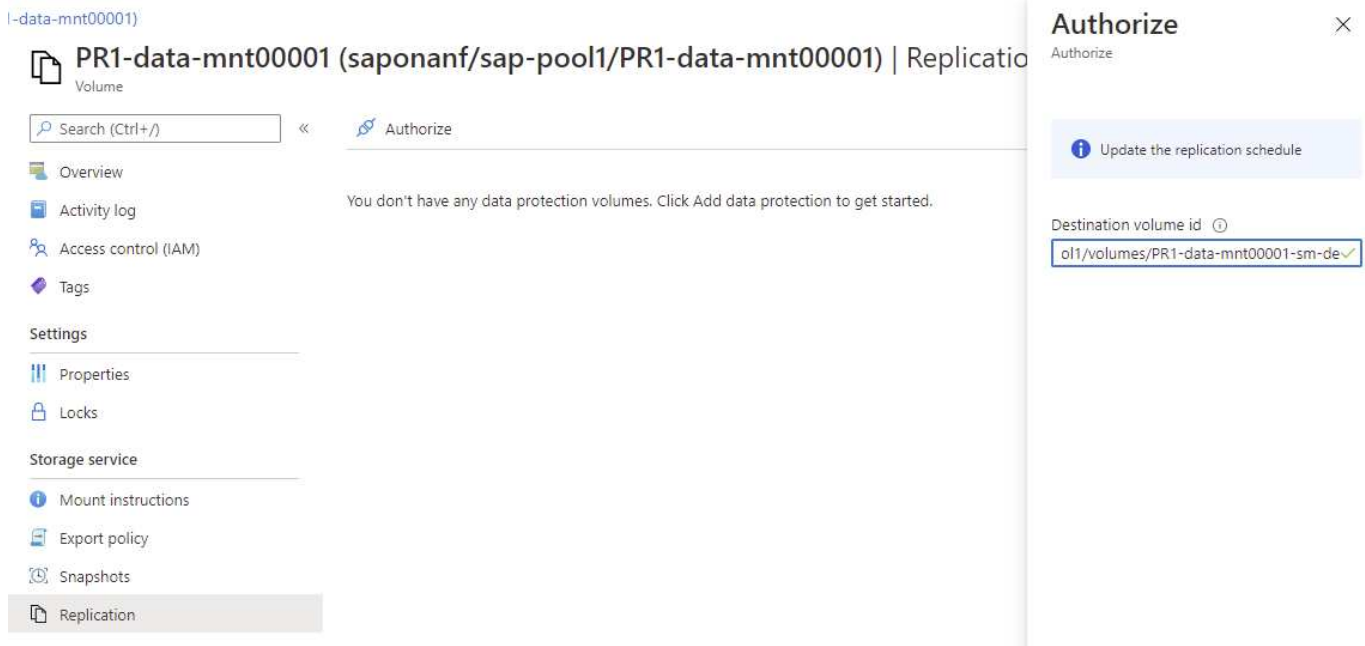 l-data-mnt00001)
PR1-data-mnt00001 (saponanf/sap-pool1/PR1-data-mnt00001) | Replicatio
Volume
Search (Ctrl+/)
«
Authorize
Overview
Activity log
Access control (IAM)
Tags
Settings
Properties
Locks
Storage service
Mount instructions
Export policy
Snapshots
Replication
You don't have any data protection volumes. Click Add data protection to get started.
Authorize
Authorize
Update the replication schedule
Destination volume id
ol1/volumes/PR1-data-mnt00001-sm-de